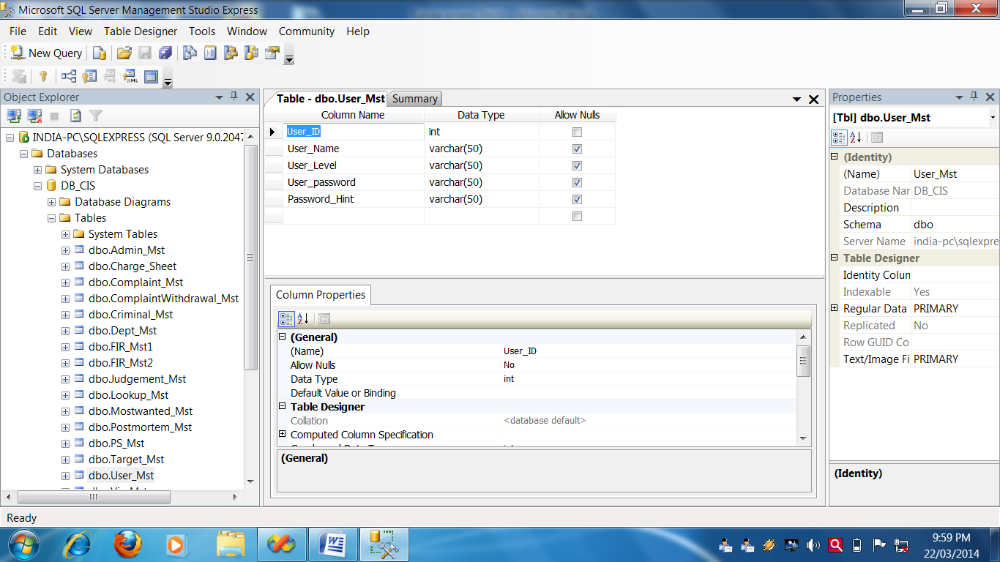 Microsoft SQL Server Management Studio Express
File Edit View Table Designer Tools Window Community Help
New Query
Object Explorer
INDIA-PC\SQLEXPRESS (SQL Server 9.0.2047
Databases
System Databases
DB_CIS
Database Diagrams
Tables
System Tables
dbo.Admin_Mst
dbo.Charge_Sheet
dbo.Complaint_Mst
dbo.ComplaintWithdrawal_Mst
dbo.Criminal_Mst
dbo.Dept_Mst
dbo.FIR_Mst1
dbo.FIR_Mst2
dbo.Judgement_Mst
dbo.Lookup_Mst
dbo.Mostwanted_Mst
dbo.Postmortem_Mst
dbo.PS_Mst
dbo.Target_Mst
dbo.User_Mst
Table - dbo.User_Mst Summary
Column Name Data Type Allow Nulls
User_ID int
User_Name varchar(50)
User_Level varchar(50)
User_password varchar(50)
Password_Hint varchar(50)
Column Properties
(General)
(Name) User_ID
Allow Nulls No
Data Type int
Default Value or Binding
Table Designer
Collation <database default>
Computed Column Specification
(General)
Properties
[Tbl] dbo.User_Mst
(Identity)
(Name) User_Mst
Database Nar DB_CIS
Description
Schema dbo
Server Name india-pc\sqlexpre
Table Designer
Identity Colun
Indexable Yes
Regular Data PRIMARY
Replicated No
Row GUID Co
Text/Image Fi PRIMARY
(Identity)
Ready
9:59 PM
22/03/2014